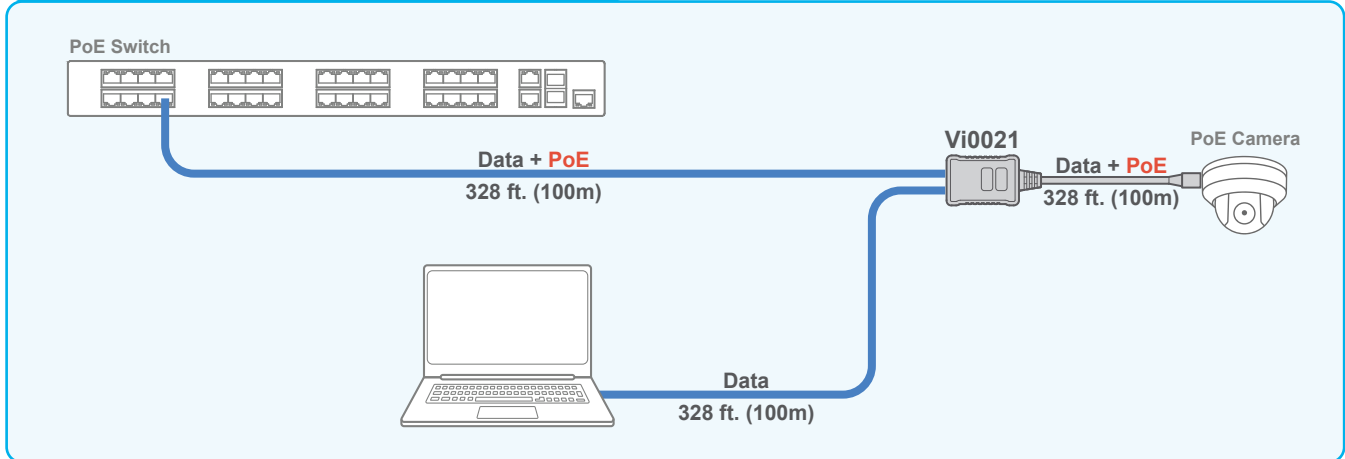 PoE Switch
Data + PoE
328 ft. (100m)
Vi0021
Data + PoE
328 ft. (100m)
PoE Camera
Data
328 ft. (100m)